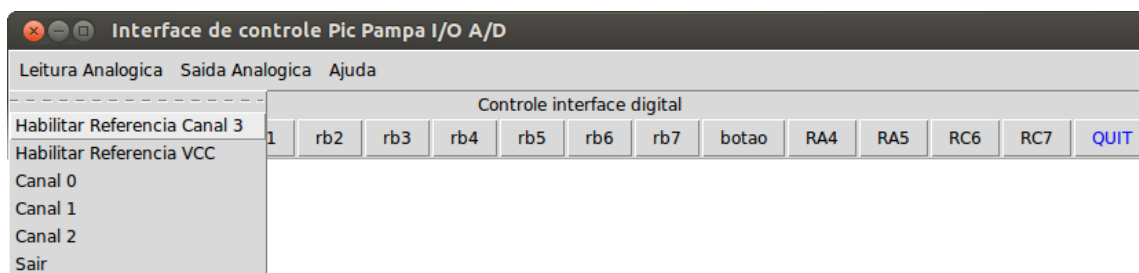 Interface de controle Pic Pampa I/O A/D
Leitura Analogica Saida Analogica Ajuda
Controle interface digital
Habilitar Referencia Canal 3
1 rb2 rb3 rb4 rb5 rb6 rb7 botao RA4 RA5 RC6 RC7 QUIT
Habilitar Referencia VCC
Canal 0
Canal 1
Canal 2
Sair